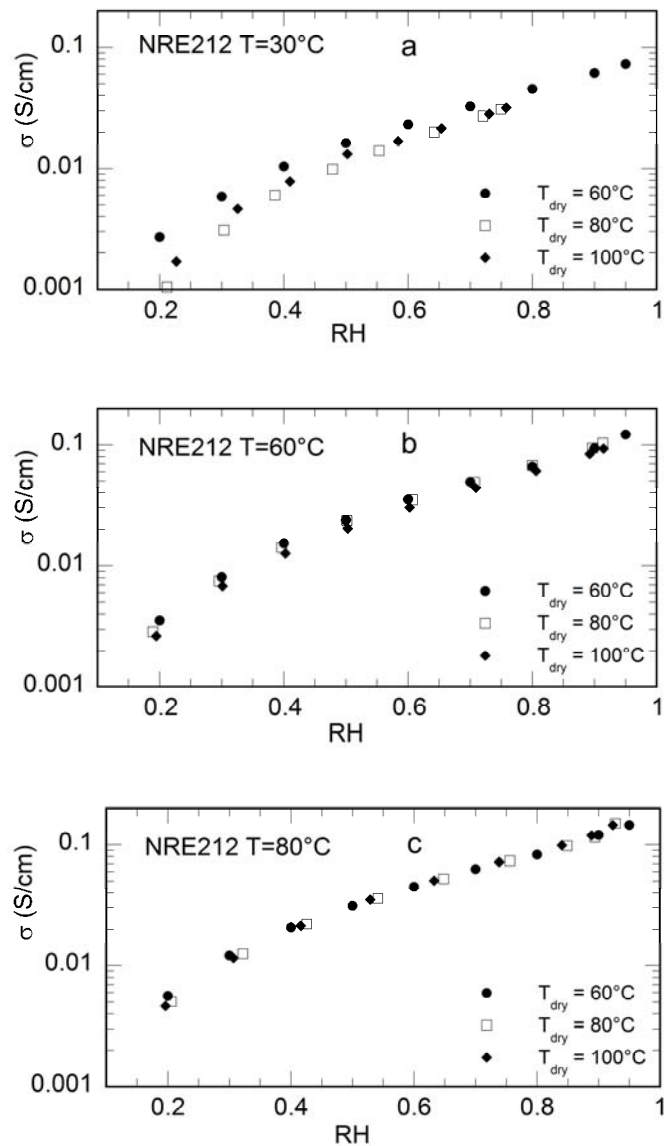 NRE212 T=30°C
a
0.1
0.01
0.001
σ (S/cm)
T_dry = 60°C
T_dry = 80°C
T_dry = 100°C
0.2 0.4 0.6 0.8 1
RH
NRE212 T=60°C
b
0.1
0.01
0.001
σ (S/cm)
T_dry = 60°C
T_dry = 80°C
T_dry = 100°C
0.2 0.4 0.6 0.8 1
RH
NRE212 T=80°C
c
0.1
0.01
0.001
σ (S/cm)
T_dry = 60°C
T_dry = 80°C
T_dry = 100°C
0.2 0.4 0.6 0.8 1
RH